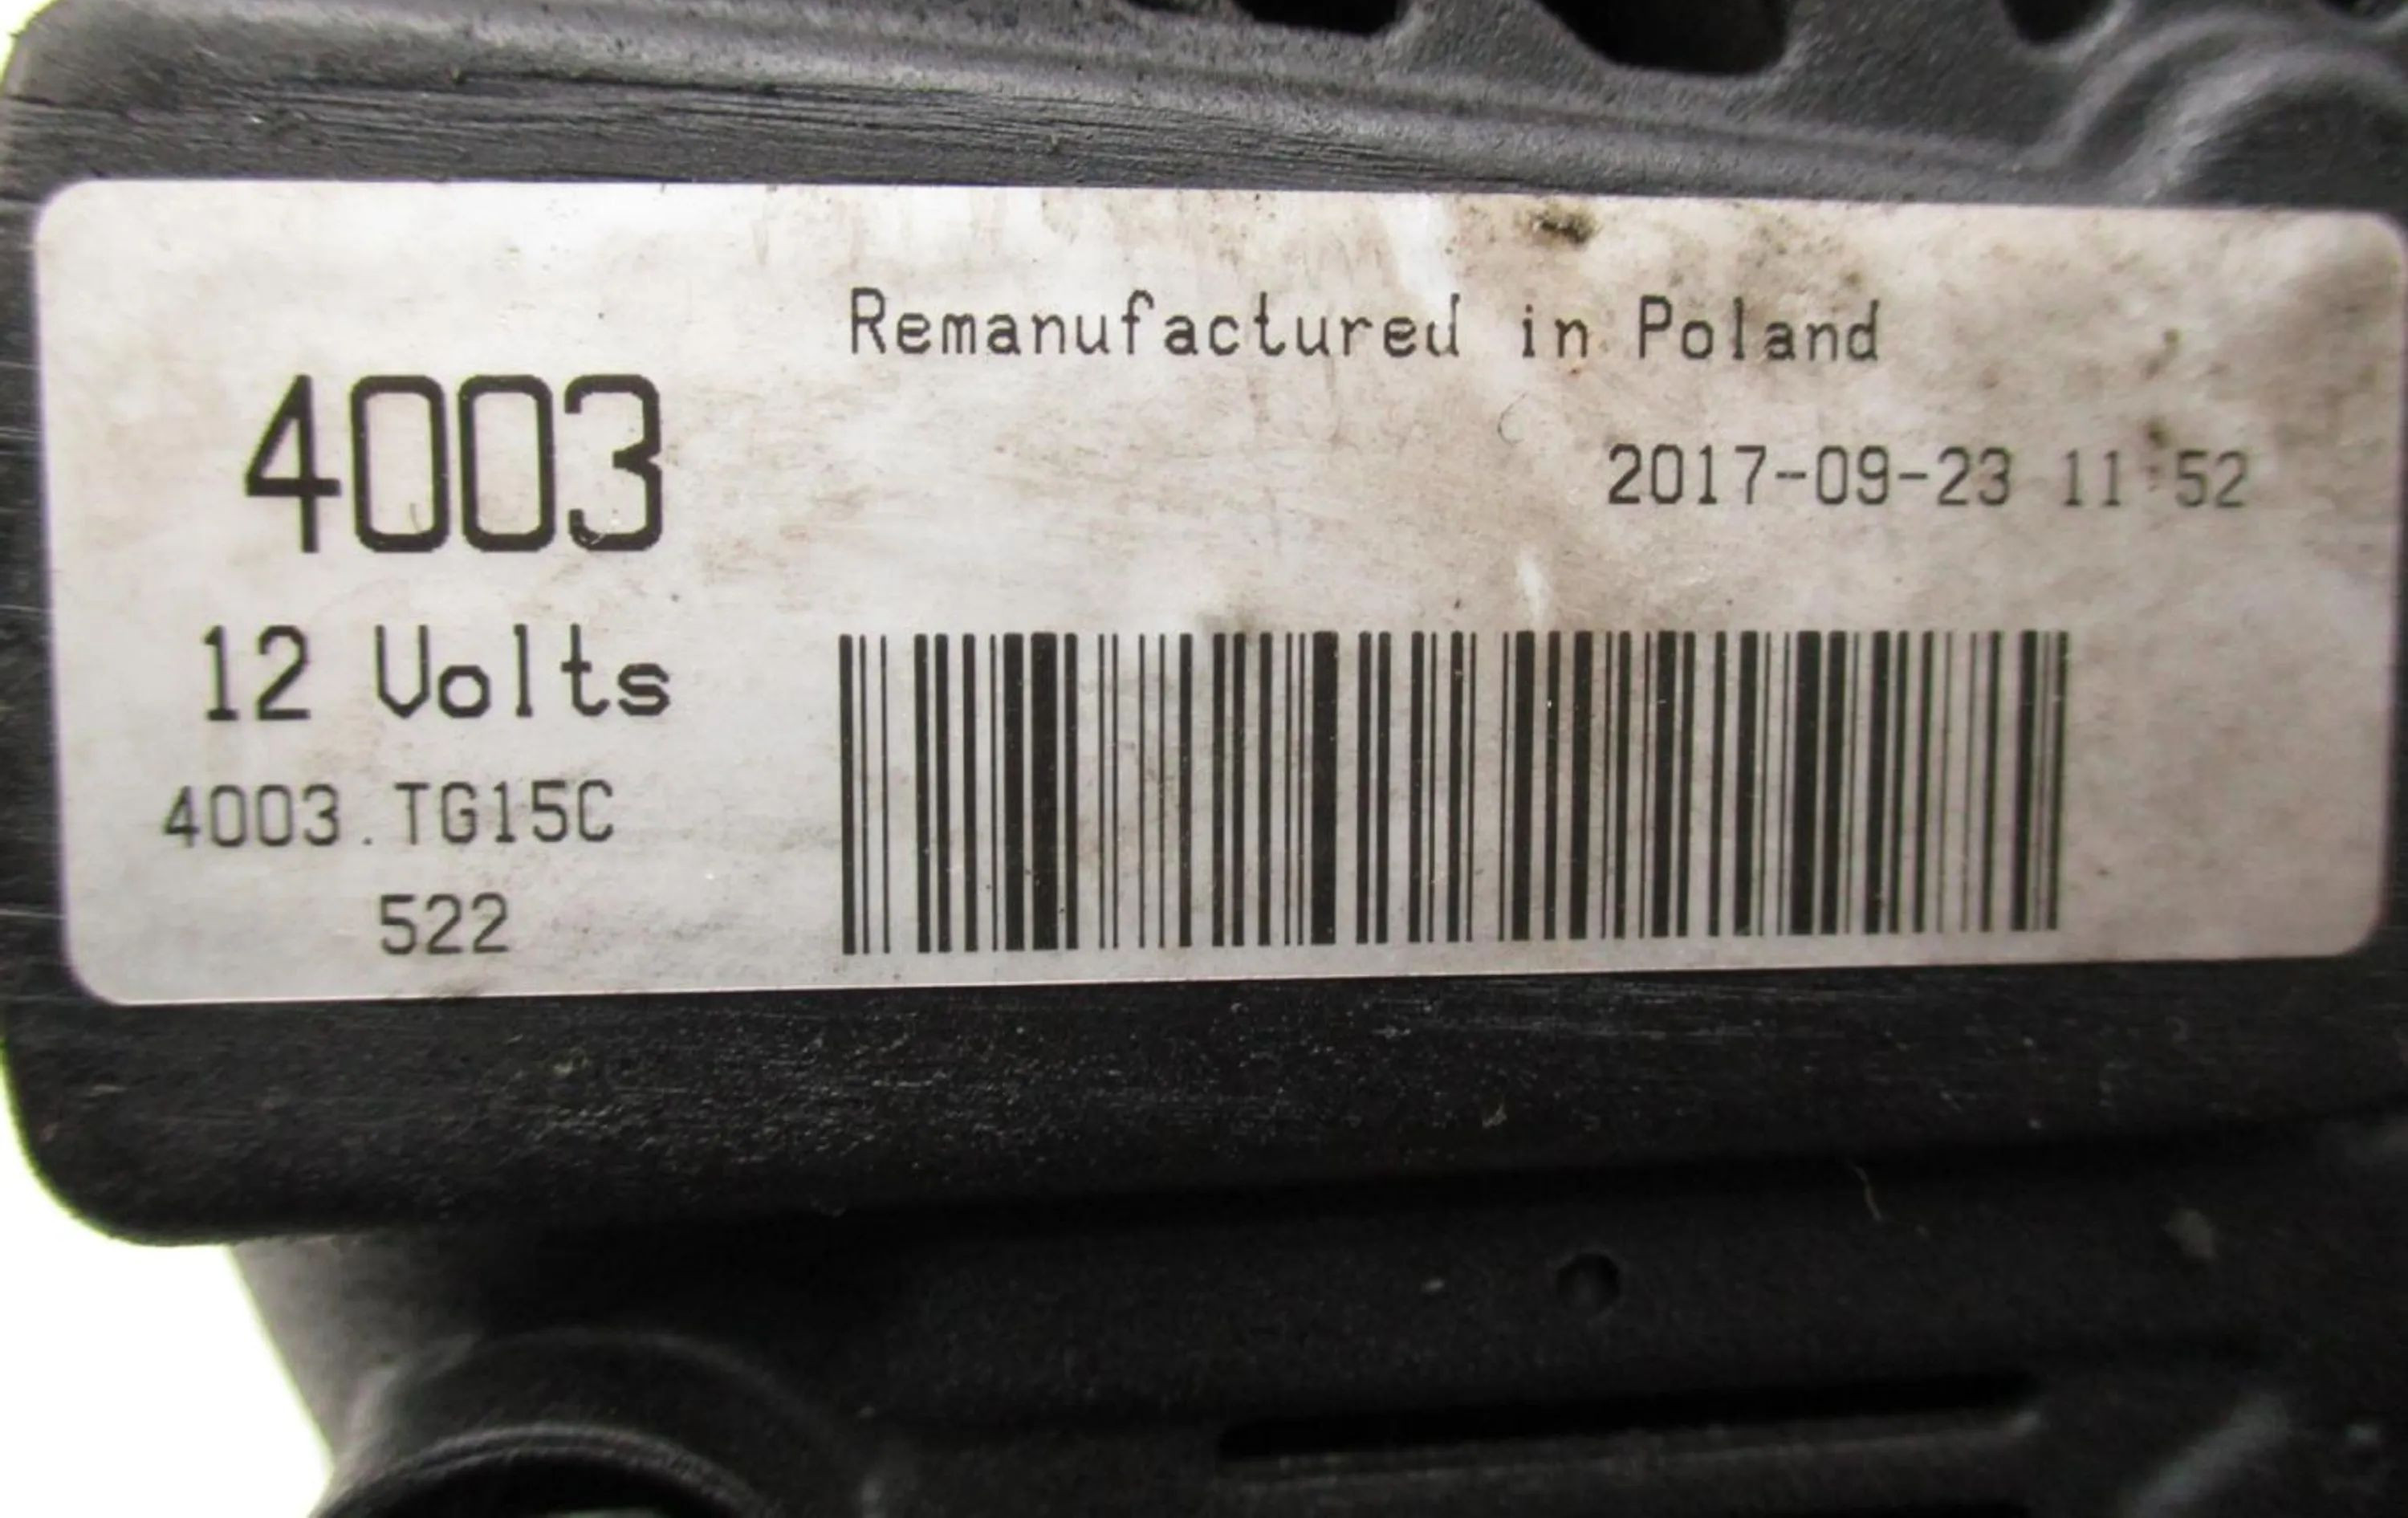 Remanufactured in Poland
4003
2017-09-23 11:52
12 Volts
4003.TG15C
522